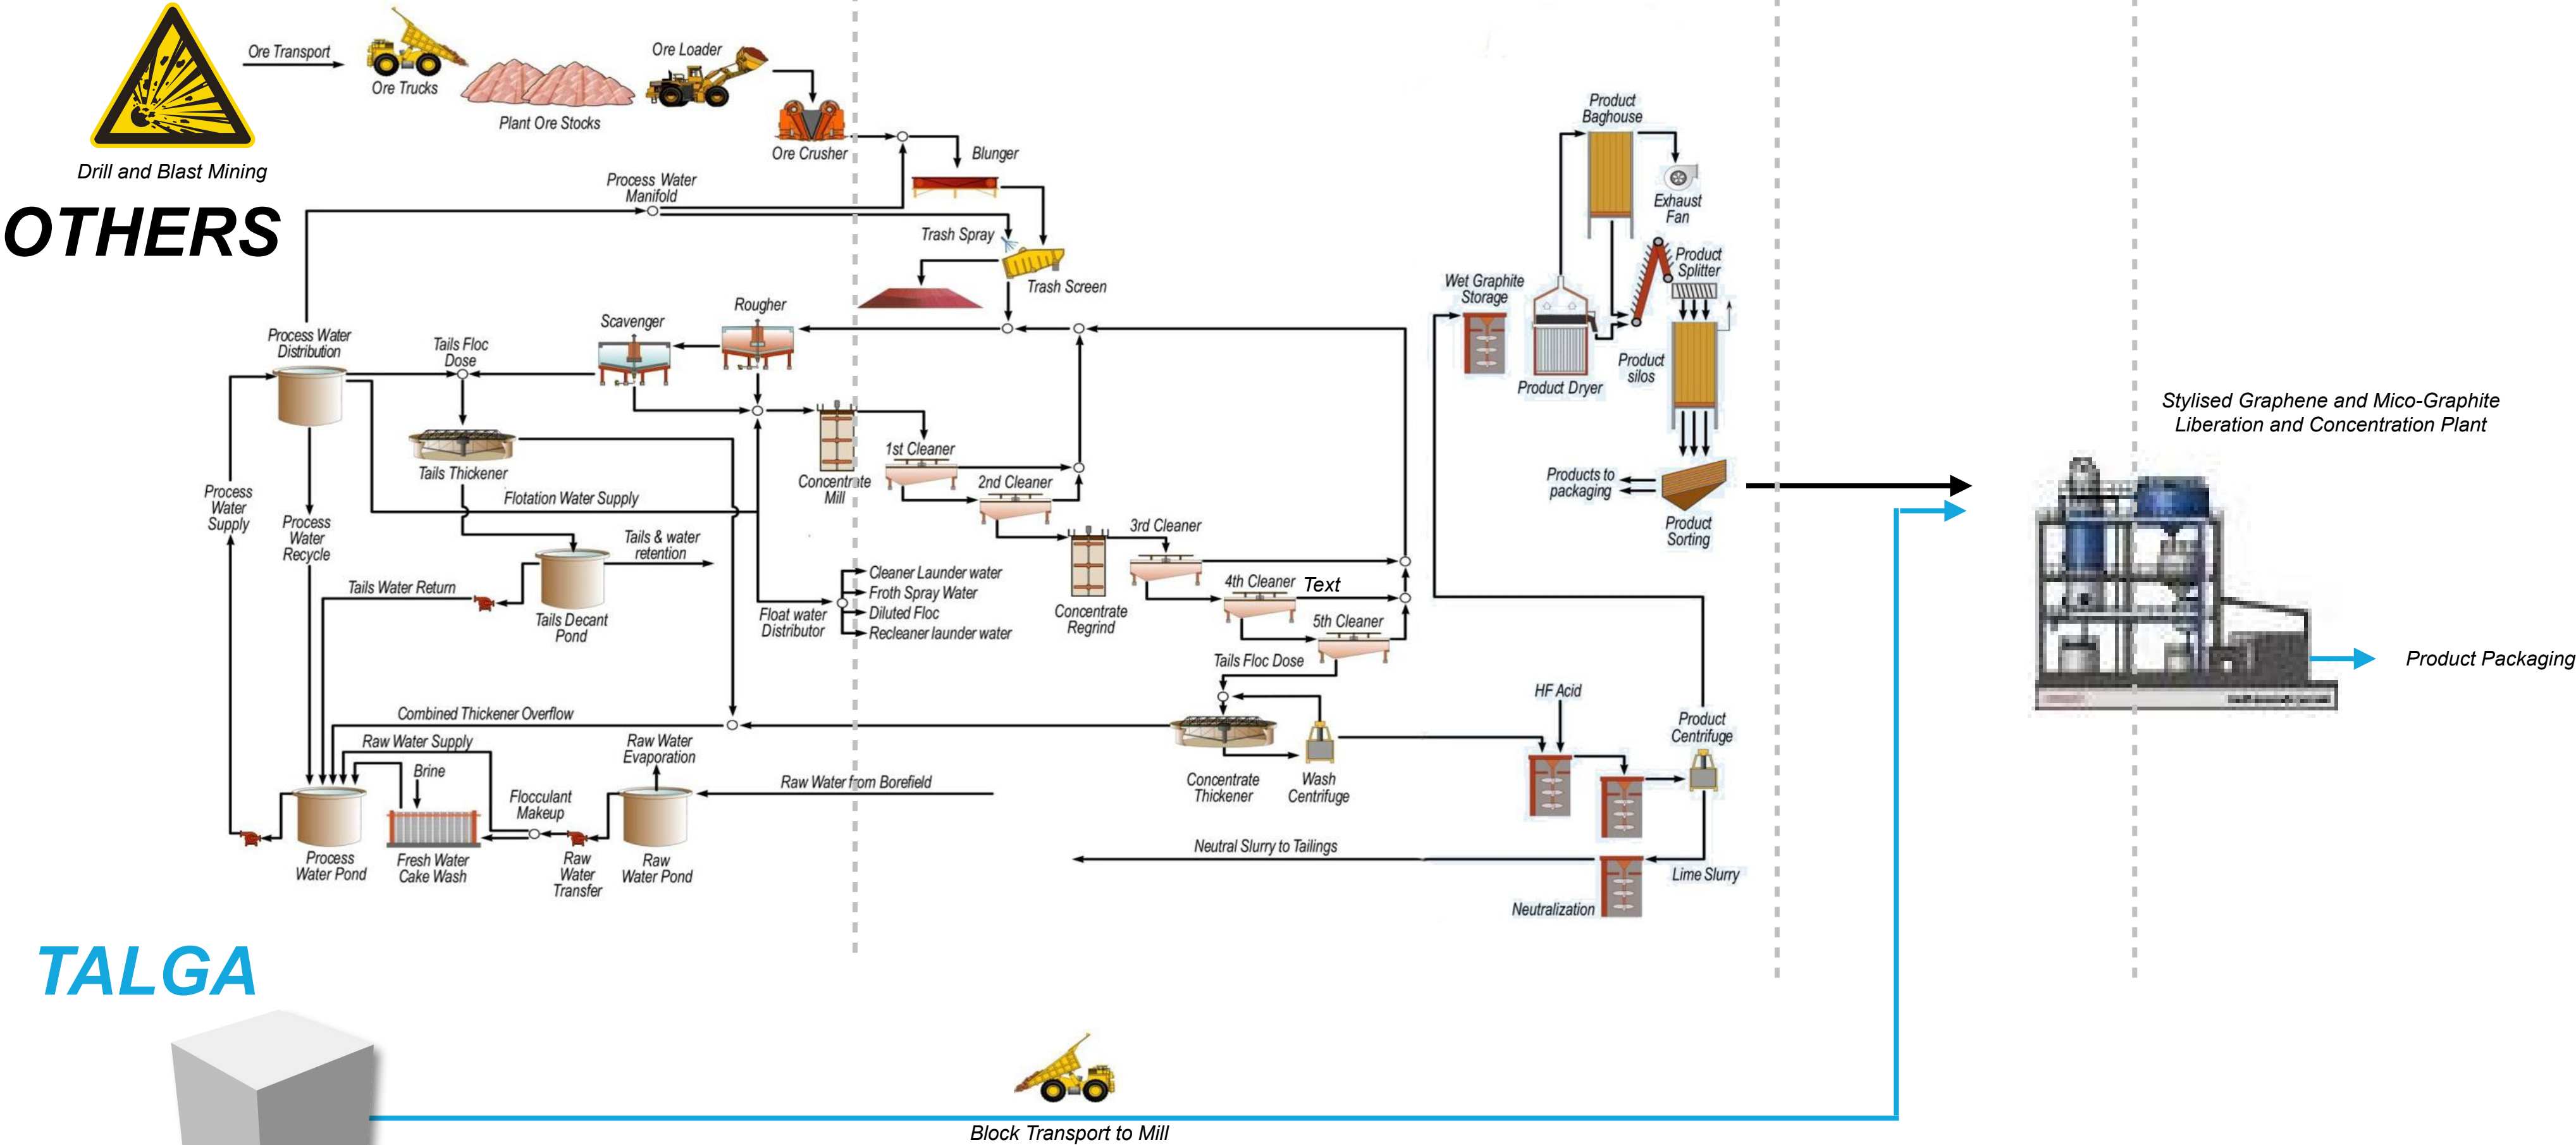 Ore Transport
Ore Trucks
Plant Ore Stocks
Ore Loader
Ore Crusher
Drill and Blast Mining
OTHERS
Process Water
Manifold
Blunger
Trash Spray
Trash Screen
Product
Baghouse
Exhaust
Fan
Product
Splitter
Wet Graphite
Storage
Product Dryer
Product
silos
Products to
packaging
Product
Sorting
Process Water
Distribution
Tails Floc
Dose
Scavenger
Rougher
Tails Thickener
Concentrate
Mill
1st Cleaner
2nd Cleaner
3rd Cleaner
4th Cleaner
Text
5th Cleaner
Concentrate
Regrind
Process
Water
Supply
Process
Water
Recycle
Flotation Water Supply
Tails & water
retention
Tails Water Return
Tails Decant
Pond
Float water
Distributor
Cleaner Launder water
Froth Spray Water
Diluted Floc
Recleaner launder water
Tails Floc Dose
Combined Thickener Overflow
Raw Water Supply
Brine
Raw Water
Evaporation
Flocculant
Makeup
Raw Water from Borefield
Process
Water Pond
Fresh Water
Cake Wash
Raw
Water
Transfer
Raw
Water Pond
Concentrate
Thickener
Wash
Centrifuge
HF Acid
Product
Centrifuge
Neutral Slurry to Tailings
Lime Slurry
Neutralization
Stylised Graphene and Mico-Graphite
Liberation and Concentration Plant
Product Packaging
TALGA
Block Transport to Mill